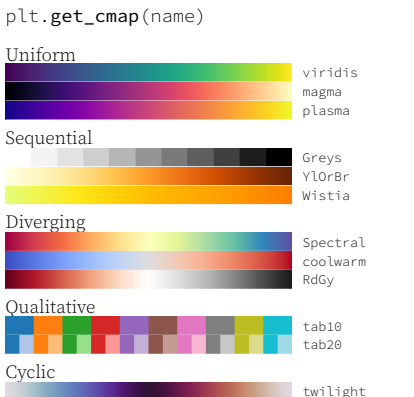 plt.get_cmap(name)
Uniform
viridis
magma
plasma
Sequential
Greys
YlOrBr
Wistia
Diverging
Spectral
coolwarm
RdGy
Qualitative
tab10
tab20
Cyclic
twilight